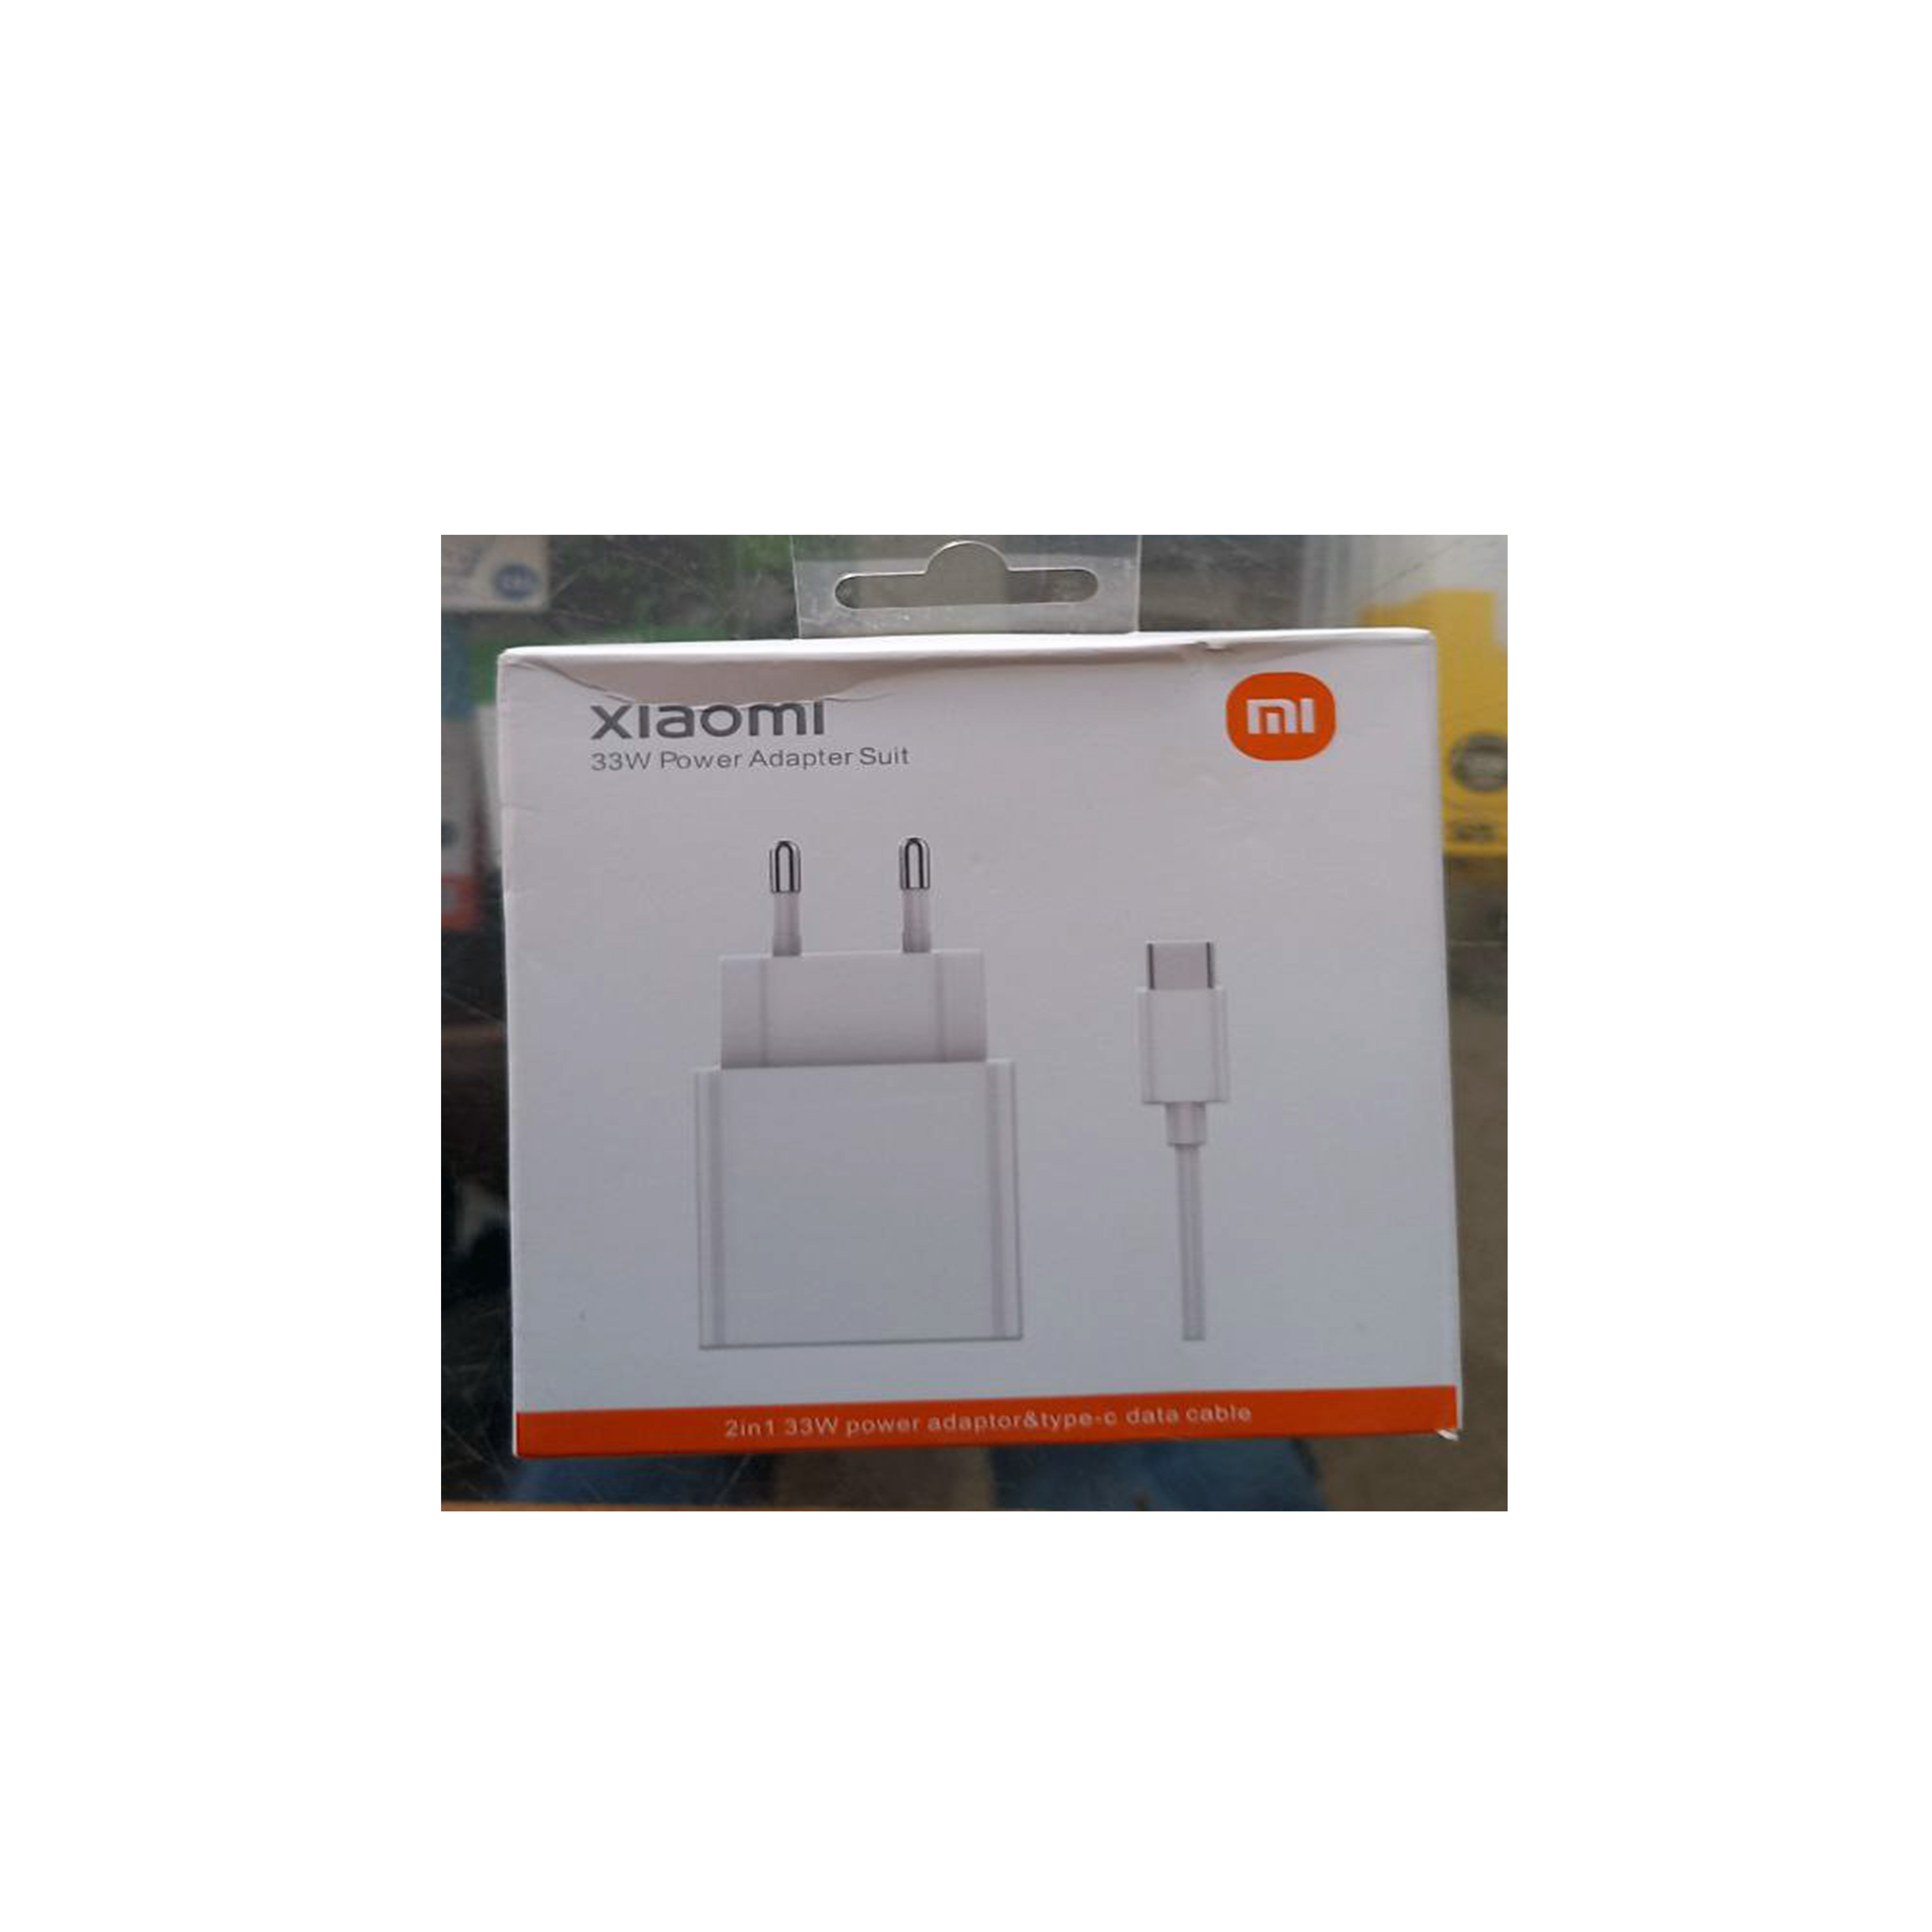 xiaomi
33W Power Adapter Suit
mi
2in1 33W power adaptor&type-c data cable